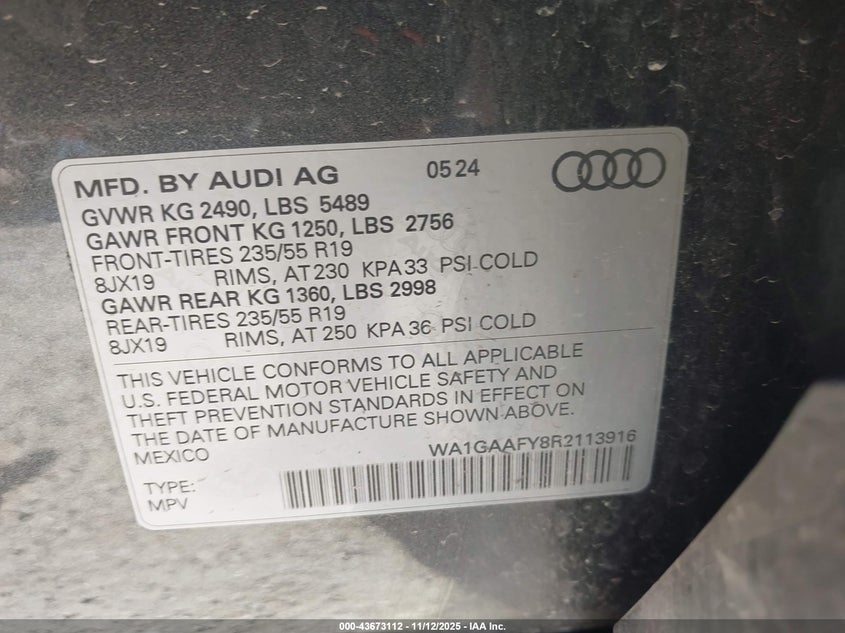 MFD. BY AUDI AG 05 24
GVWR KG 2490, LBS 5489
GAWR FRONT KG 1250, LBS 2756
FRONT-TIRES 235/55 R19
8JX19 RIMS, AT 230 KPA 33 PSI COLD
GAWR REAR KG 1360, LBS 2998
REAR-TIRES 235/55 R19
8JX19 RIMS, AT 250 KPA 36 PSI COLD
THIS VEHICLE CONFORMS TO ALL APPLICABLE
U.S. FEDERAL MOTOR VEHICLE SAFETY AND
THEFT PREVENTION STANDARDS IN EFFECT ON
THE DATE OF MANUFACTURE SHOWN ABOVE.
MEXICO WA1GAAFY8R2113916
TYPE:
MPV
000-43673112 - 11/12/2025 - IAA Inc.